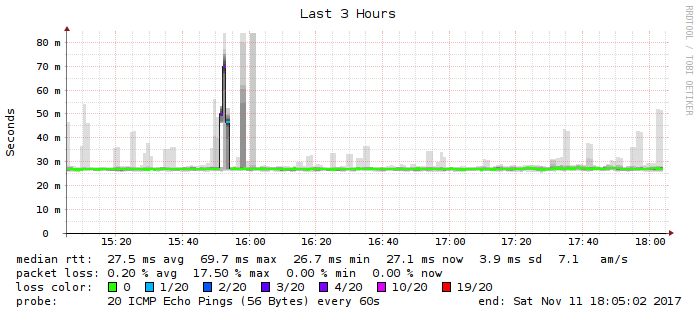 Last 3 Hours
RRDTOOL / TOBI OETIKER
Seconds
80 m
70 m
60 m
50 m
40 m
30 m
20 m
10 m
0
15:20 15:40 16:00 16:20 16:40 17:00 17:20 17:40 18:00
median rtt: 27.5 ms avg 69.7 ms max 26.7 ms min 27.1 ms now 3.9 ms sd 7.1 am/s
packet loss: 0.20 % avg 17.50 % max 0.00 % min 0.00 % now
loss color: 0 1/20 2/20 3/20 4/20 10/20 19/20
probe: 20 ICMP Echo Pings (56 Bytes) every 60s end: Sat Nov 11 18:05:02 2017